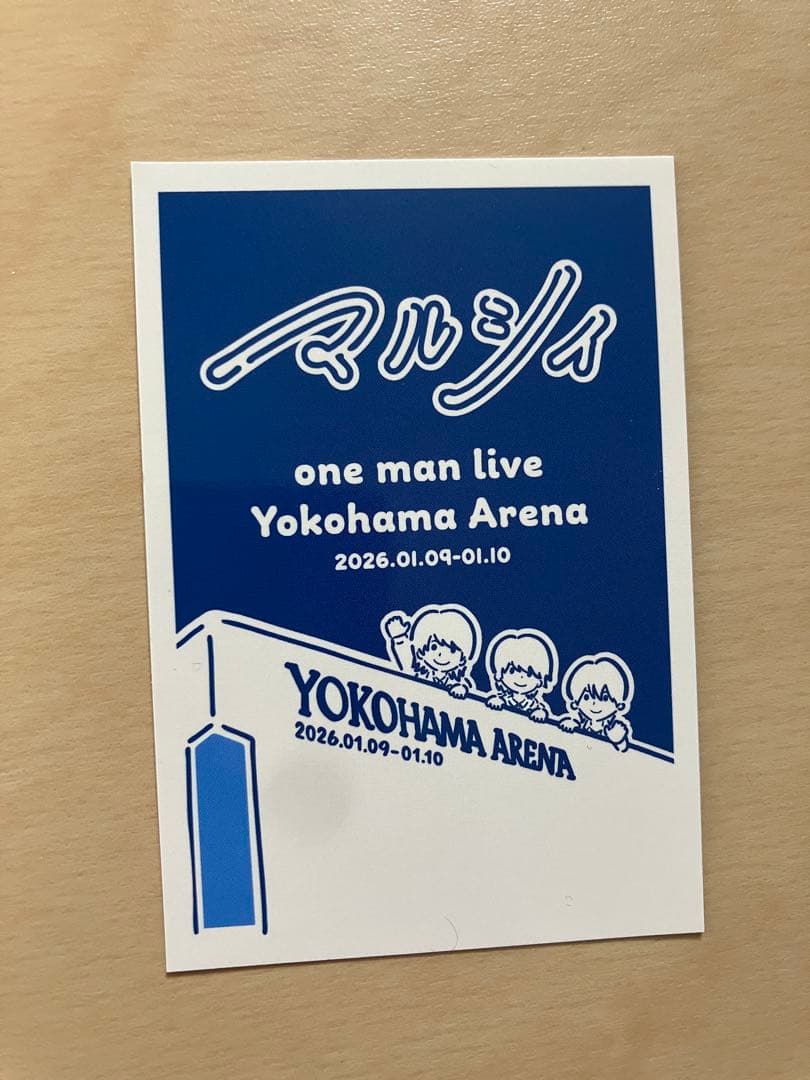 マルシィ
one man live
Yokohama Arena
2026.01.09-01.10
YOKOHAMA ARENA
2026.01.09-01.10